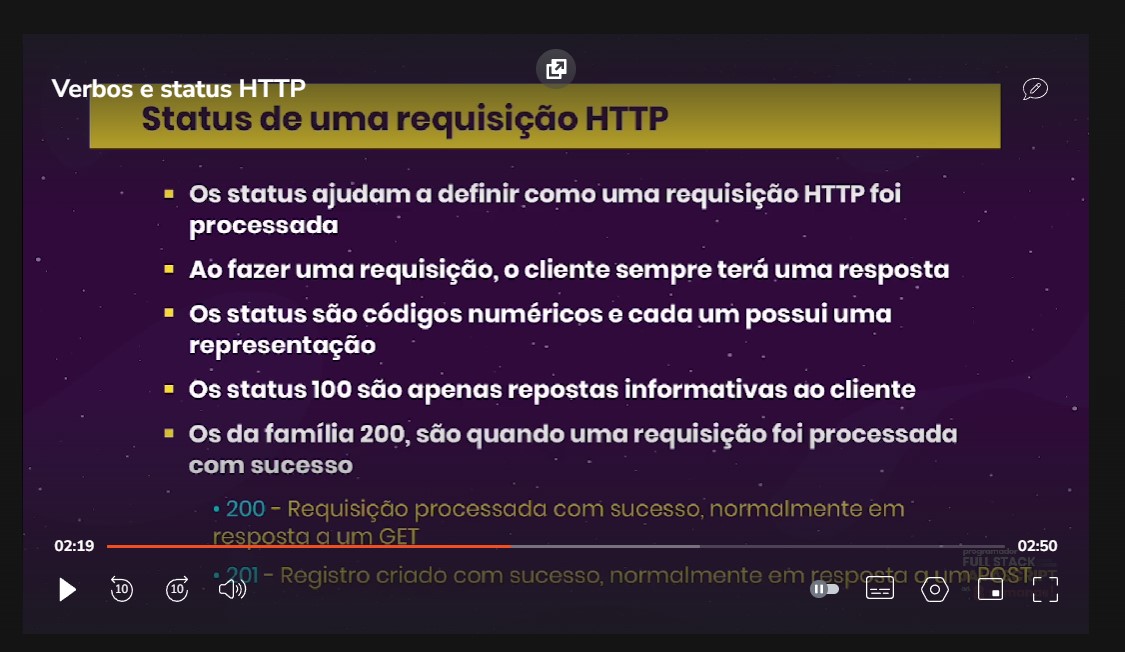 Verbos e status HTTP
Status de uma requisição HTTP
Os status ajudam a definir como uma requisição HTTP foi
processada
Ao fazer uma requisição, o cliente sempre terá uma resposta
Os status são códigos numéricos e cada um possui uma
representação
Os status 100 são apenas repostas informativas ao cliente
Os da família 200, são quando uma requisição foi processada
com sucesso
• 200 - Requisição processada com sucesso, normalmente em
resposta a um GET
• 201 - Registro criado com sucesso, normalmente em resposta a um POST
02:19
02:50
programador
FULL STACK
10
10